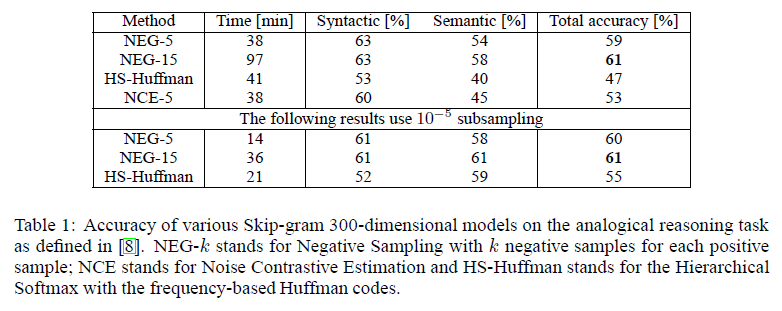 Method Time [min] Syntactic [%] Semantic [%] Total accuracy [%]
NEG-5 38 63 54 59
NEG-15 97 63 58 61
HS-Huffman 41 53 40 47
NCE-5 38 60 45 53
The following results use 10⁻⁵ subsampling
NEG-5 14 61 58 60
NEG-15 36 61 61 61
HS-Huffman 21 52 59 55
Table 1: Accuracy of various Skip-gram 300-dimensional models on the analogical reasoning task
as defined in [8]. NEG-k stands for Negative Sampling with k negative samples for each positive
sample; NCE stands for Noise Contrastive Estimation and HS-Huffman stands for the Hierarchical
Softmax with the frequency-based Huffman codes.